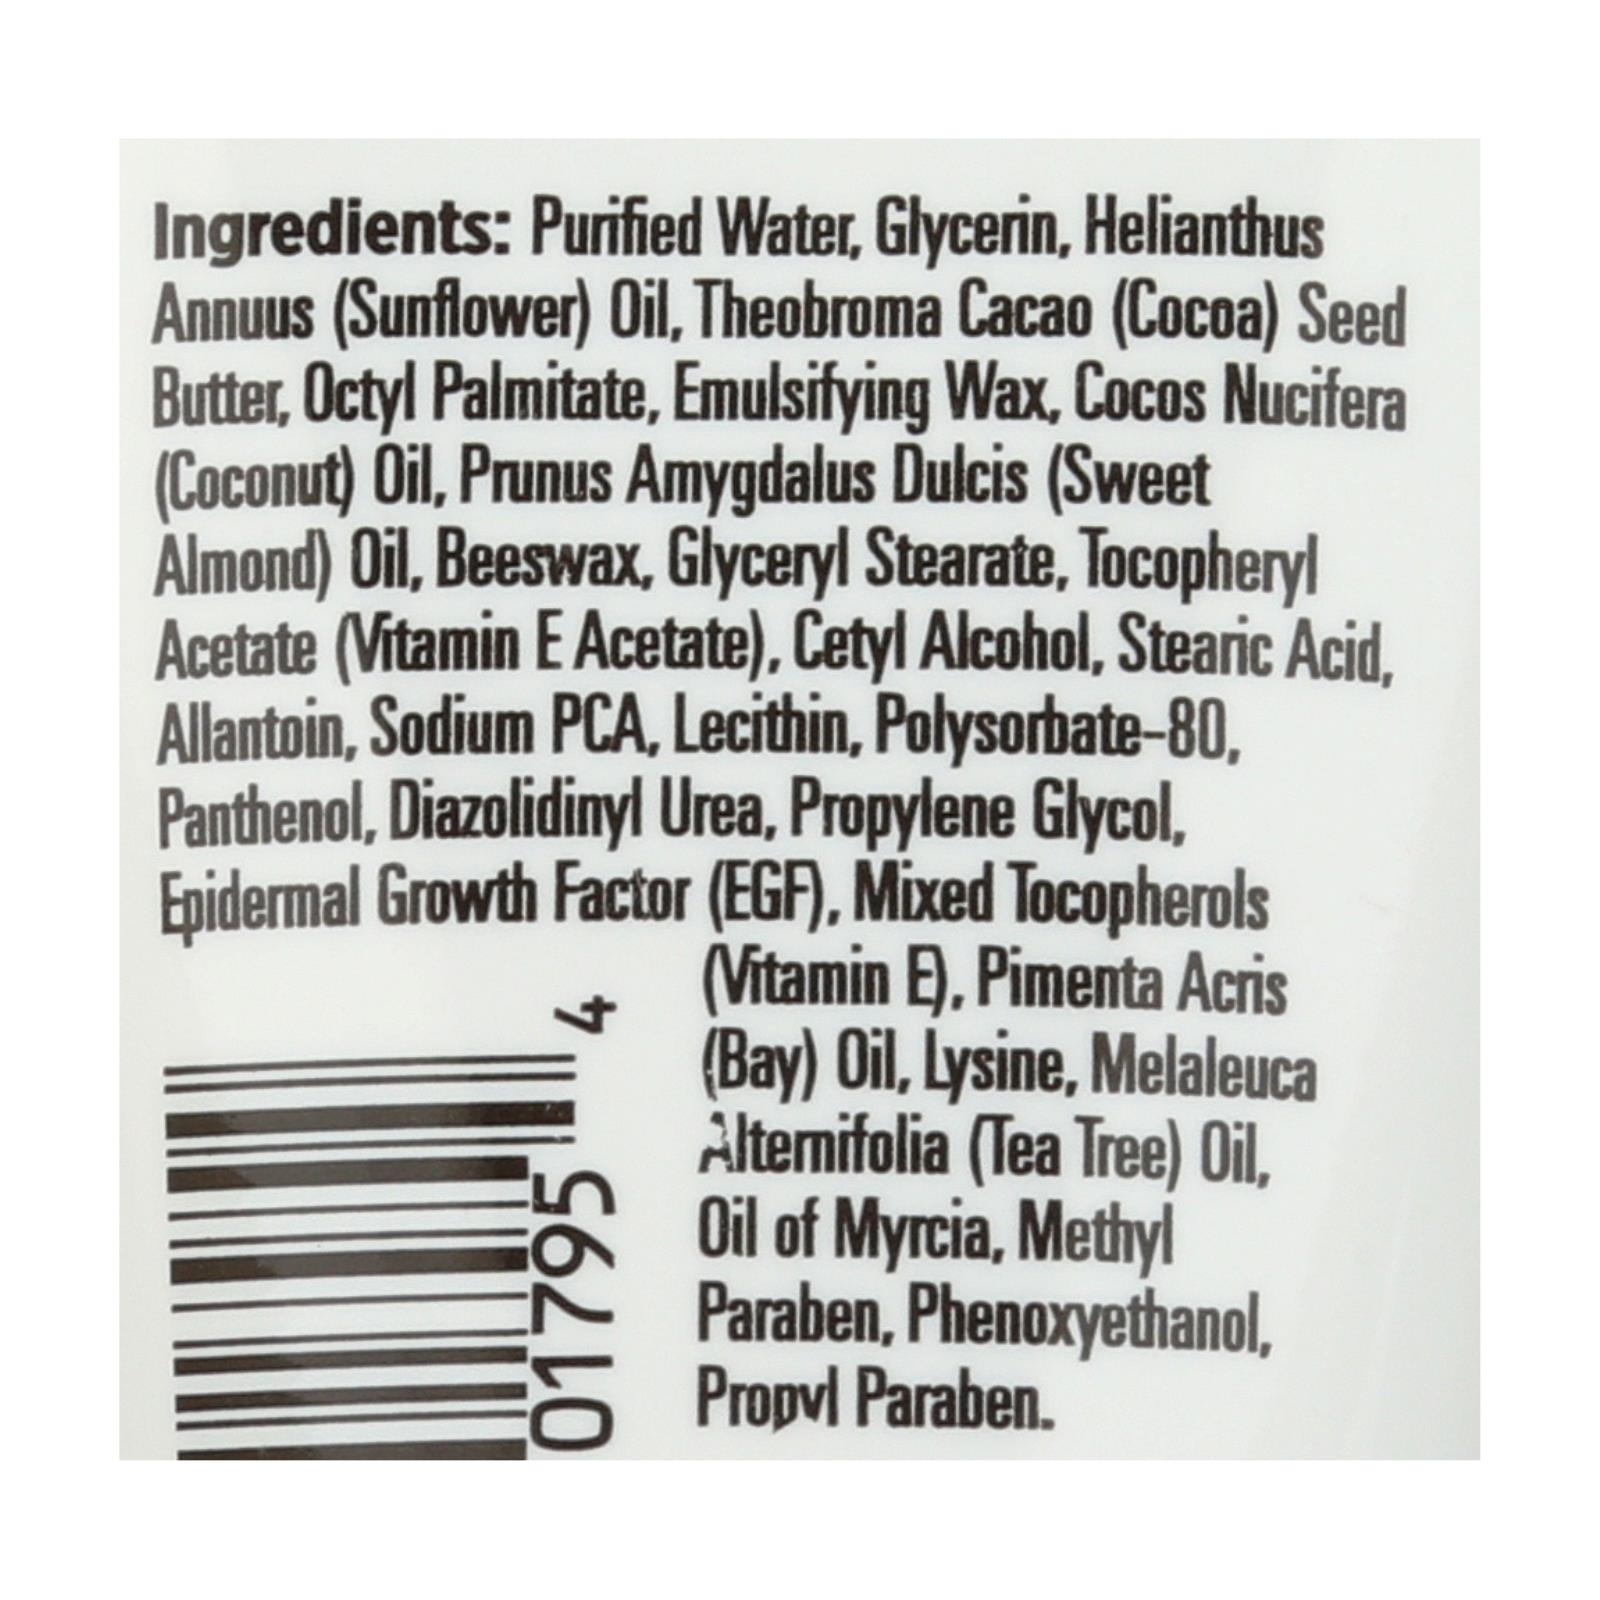 Ingredients: Purified Water, Glycerin, Helianthus
Annuus (Sunflower) Oil, Theobroma Cacao (Cocoa) Seed
Butter, Octyl Palmitate, Emulsifying Wax, Cocos Nucifera
(Coconut) Oil, Prunus Amygdalus Dulcis (Sweet
Almond) Oil, Beeswax, Glyceryl Stearate, Tocopheryl
Acetate (Vitamin E Acetate), Cetyl Alcohol, Stearic Acid,
Allantoin, Sodium PCA, Lecithin, Polysorbate-80,
Panthenol, Diazolidinyl Urea, Propylene Glycol,
Epidermal Growth Factor (EGF), Mixed Tocopherols
(Vitamin E), Pimenta Acris
(Bay) Oil, Lysine, Melaleuca
Alternifolia (Tea Tree) Oil,
Oil of Myrcia, Methyl
Paraben, Phenoxyethanol,
Propyl Paraben.
01795 4